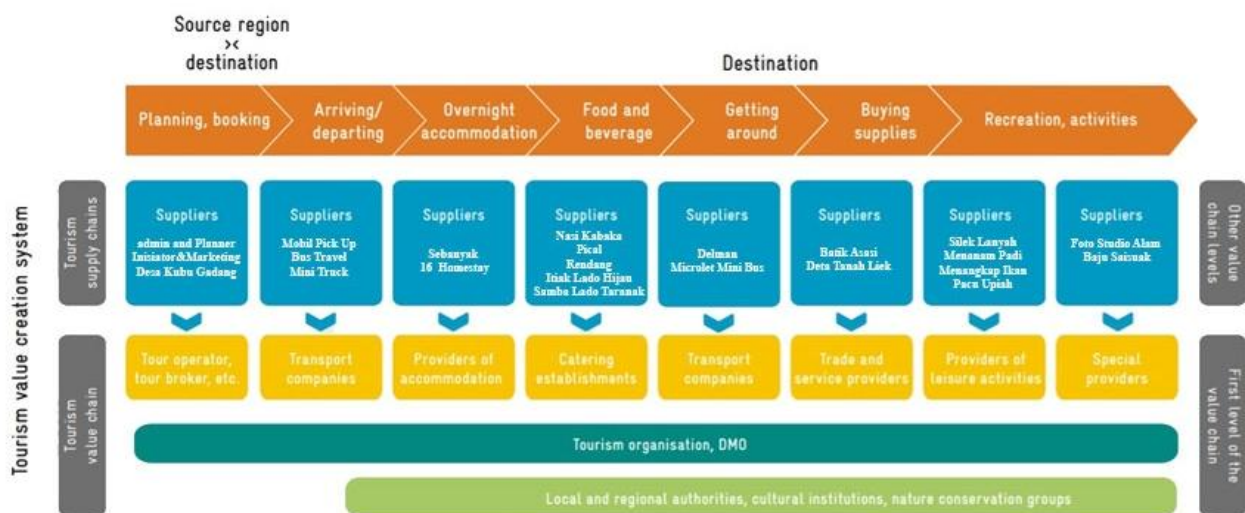 Source region
><
destination
Destination
Planning, booking
Arriving/
departing
Overnight
accommodation
Food and
beverage
Getting
around
Buying
supplies
Recreation, activities
Tourism value creation system
Tourism
supply chains
Suppliers
admin and Planner
Inisiator&Marketing
Desa Kubu Gadang
Suppliers
Mobil Pick Up
Bus Travel
Mini Truck
Suppliers
Sebanyak
16 Homestay
Suppliers
Nasi Kabaka
Pical
Rendang
Itiak Lado Hijau
Samba Lado Taranak
Suppliers
Delman
Microlet Mini Bus
Suppliers
Batik Asasi
Deta Tanah Liek
Suppliers
Silek Lanyah
Menanam Padi
Menangkap Ikan
Pacu Upiah
Suppliers
Foto Studio Alam
Baju Saisuak
Other value
chain levels
Tourism
value chain
Tour operator,
tour broker, etc.
Transport
companies
Providers of
accommodation
Catering
establishments
Transport
companies
Trade and
service providers
Providers of
leisure activities
Special
providers
First level of the
value chain
Tourism organisation, DMO
Local and regional authorities, cultural institutions, nature conservation groups